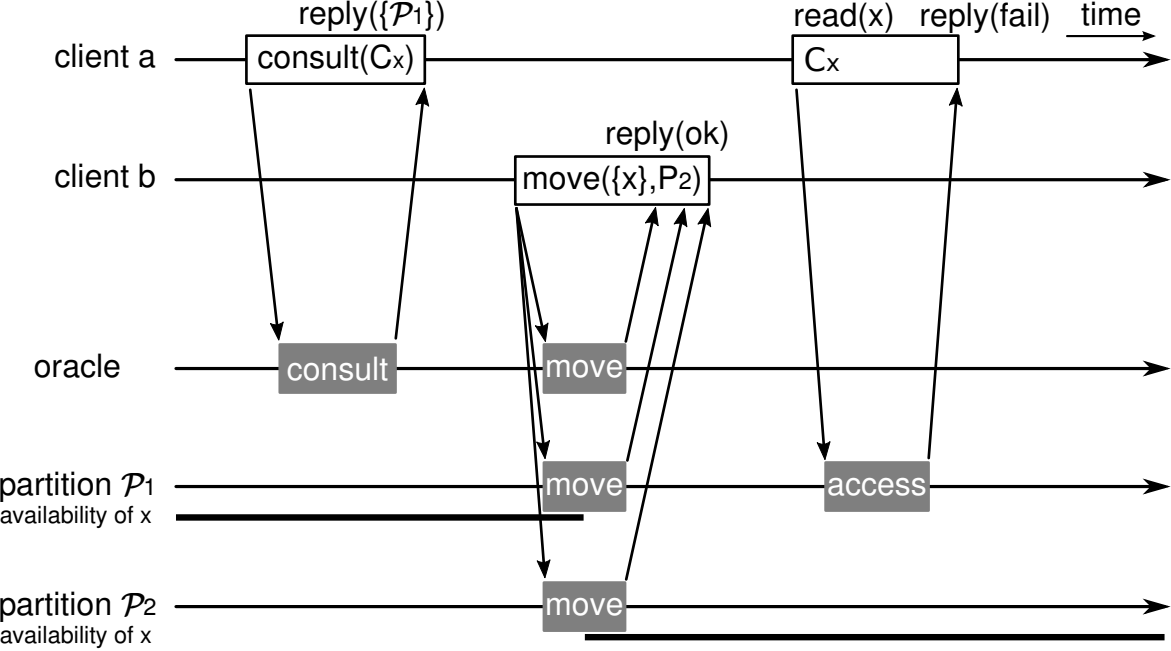 reply({𝒫1}) read(x) reply(fail) time
client a consult(Cx) Cx
reply(ok)
client b move({x},P2)
oracle consult move
partition 𝒫1 move access
availability of x
partition 𝒫2 move
availability of x